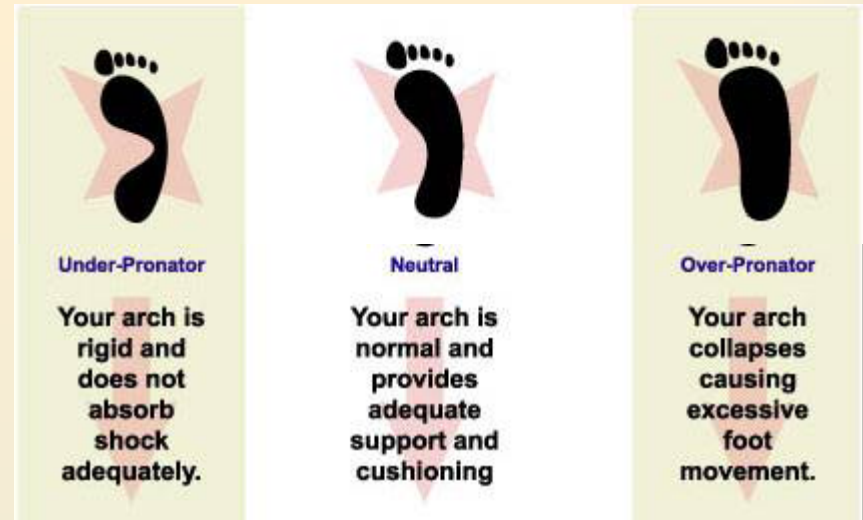 Under-Pronator
Your arch is
rigid and
does not
absorb
shock
adequately.
Neutral
Your arch is
normal and
provides
adequate
support and
cushioning
Over-Pronator
Your arch
collapses
causing
excessive
foot
movement.